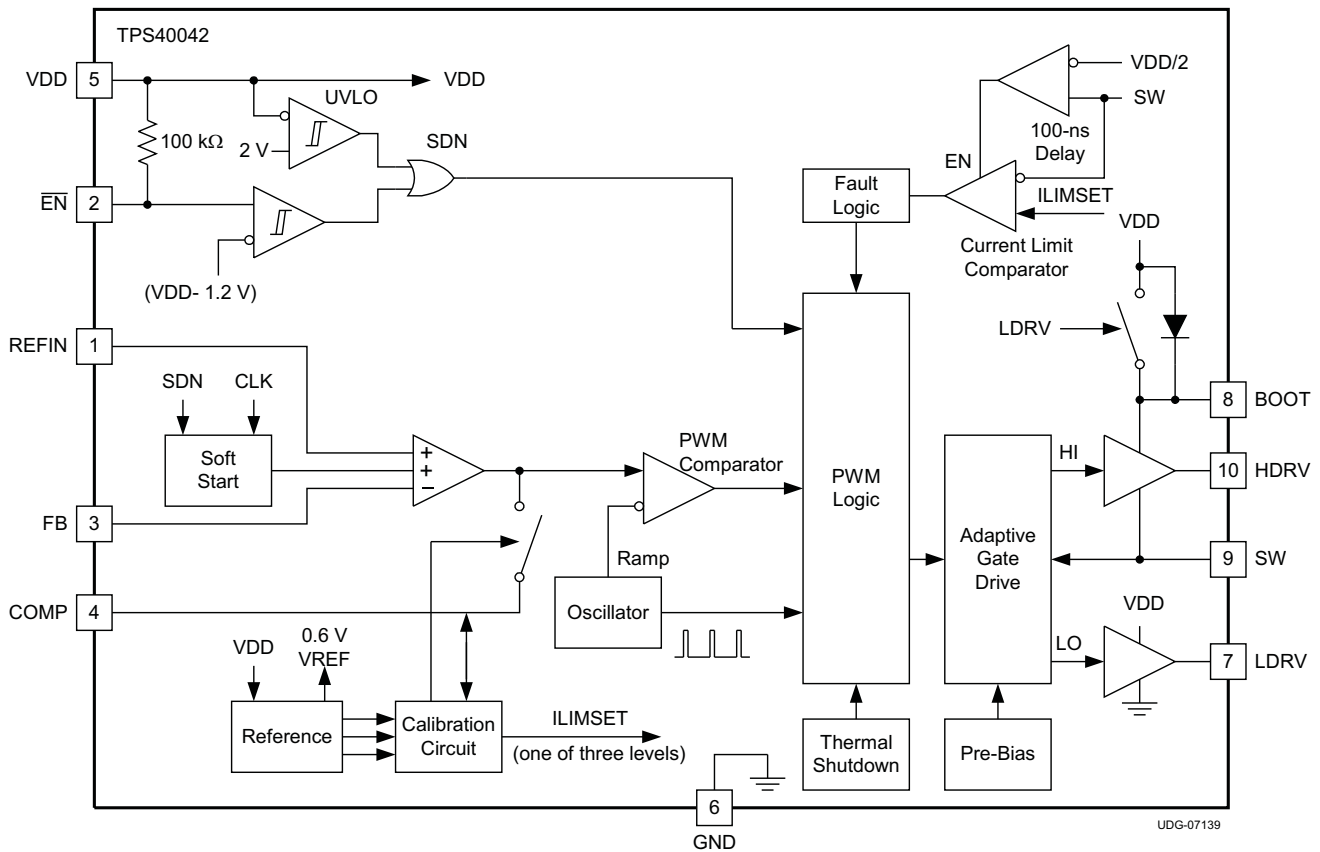 TPS40042
VDD
5
VDD
UVLO
100 kΩ
2 V
SDN
EN
2
(VDD- 1.2 V)
VDD/2
SW
100-ns
Delay
EN
ILIMSET
Current Limit
Comparator
Fault
Logic
VDD
LDRV
REFIN
1
SDN
CLK
Soft
Start
+
+
–
FB
3
PWM
Comparator
PWM
Logic
Ramp
Oscillator
COMP
4
BOOT
8
HI
HDRV
10
Adaptive
Gate
Drive
SW
9
VDD
LO
LDRV
7
VDD
0.6 V
VREF
Reference
Calibration
Circuit
ILIMSET
(one of three levels)
Thermal
Shutdown
Pre-Bias
6
GND
UDG-07139